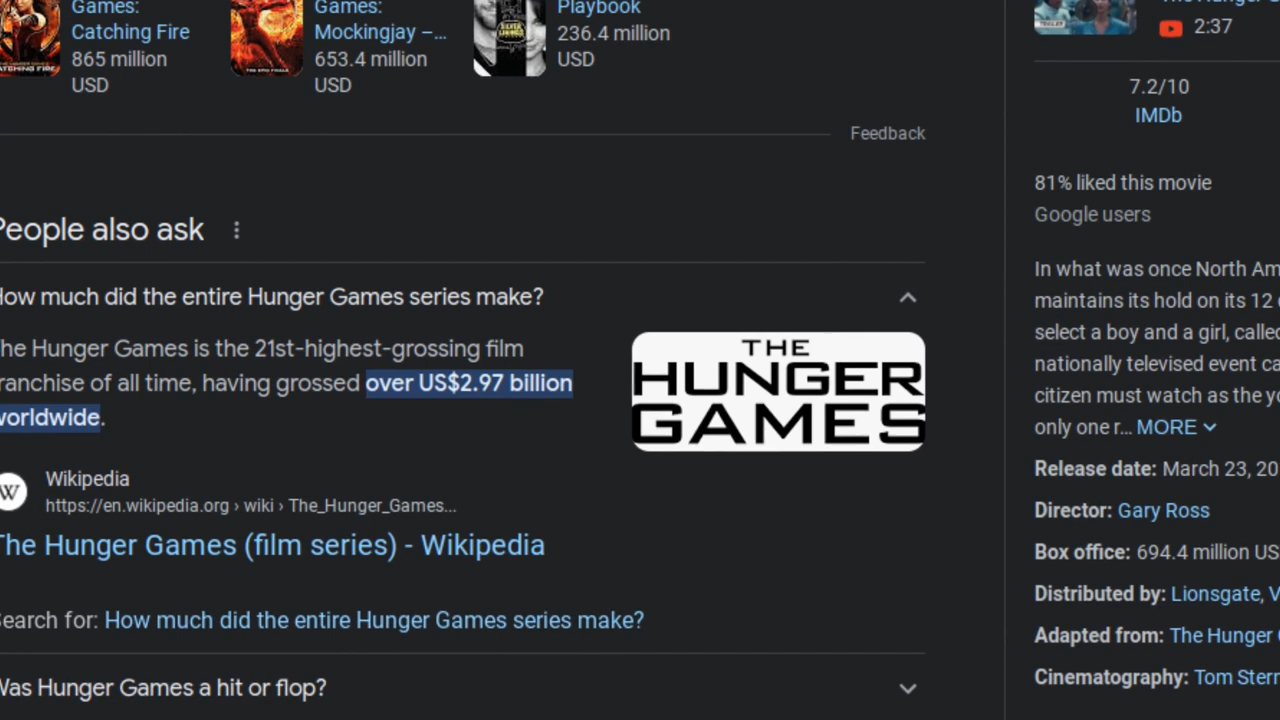 Games:
Catching Fire
865 million
USD
Games:
Mockingjay –...
653.4 million
USD
Playbook
236.4 million
USD
Feedback
People also ask
How much did the entire Hunger Games series make?
The Hunger Games is the 21st-highest-grossing film
franchise of all time, having grossed over US$2.97 billion
worldwide.
THE
HUNGER
GAMES
W
Wikipedia
https://en.wikipedia.org › wiki › The_Hunger_Games...
The Hunger Games (film series) - Wikipedia
Search for: How much did the entire Hunger Games series make?
Was Hunger Games a hit or flop?
TRAILER
2:37
7.2/10
IMDb
81% liked this movie
Google users
In what was once North Am
maintains its hold on its 12
select a boy and a girl, called
nationally televised event
citizen must watch as the
only one r... MORE
Release date: March 23, 20
Director: Gary Ross
Box office: 694.4 million US
Distributed by: Lionsgate, V
Adapted from: The Hunger
Cinematography: Tom Stern